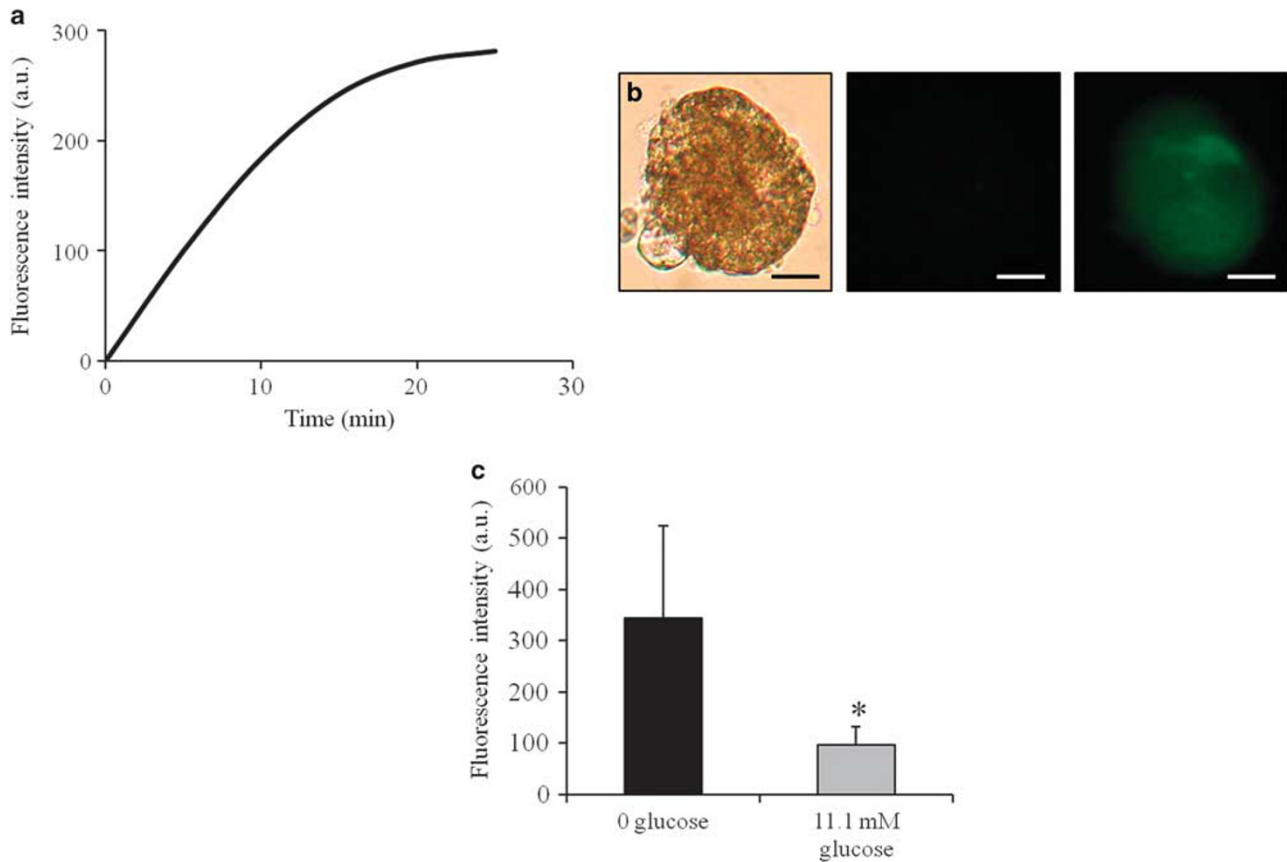 a
Fluorescence intensity (a.u.)
300
200
100
0
0 10 20 30
Time (min)
b
c
Fluorescence intensity (a.u.)
600
500
400
300
200
100
0
*
0 glucose
11.1 mM
glucose